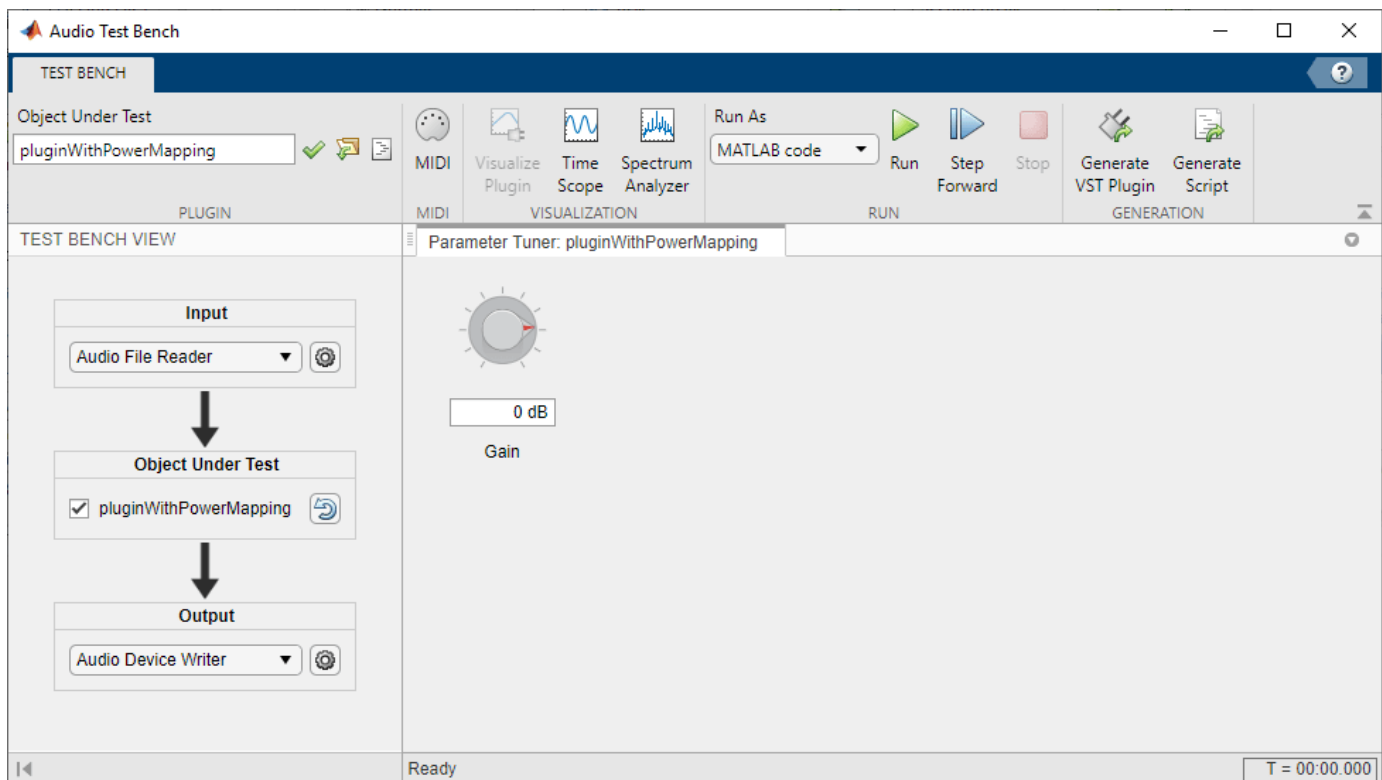 Audio Test Bench
TEST BENCH
?
Object Under Test
pluginWithPowerMapping
PLUGIN
MIDI
MIDI
Visualize
Plugin
Time
Scope
Spectrum
Analyzer
VISUALIZATION
Run As
MATLAB code
Run
Step
Forward
Stop
RUN
Generate
VST Plugin
Generate
Script
GENERATION
TEST BENCH VIEW
Input
Audio File Reader
Object Under Test
pluginWithPowerMapping
Output
Audio Device Writer
Parameter Tuner: pluginWithPowerMapping
0 dB
Gain
Ready
T = 00:00.000